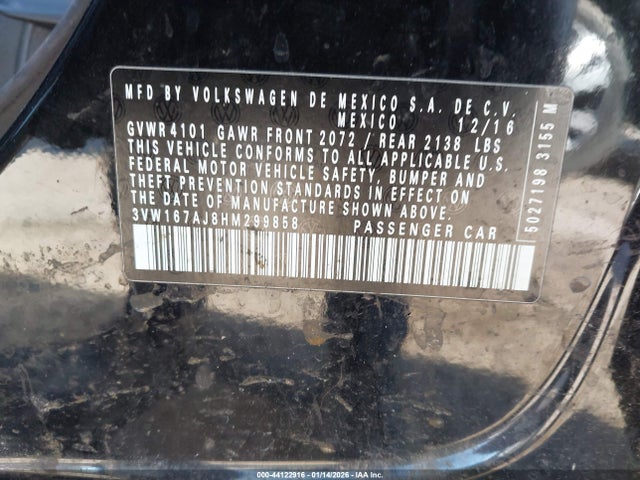 MFD BY VOLKSWAGEN DE MEXICO S.A. DE C.V.
MEXICO 12/16
GVWR 4101 GAWR FRONT 2072 / REAR 2138 LBS
THIS VEHICLE CONFORMS TO ALL APPLICABLE U.S.
FEDERAL MOTOR VEHICLE SAFETY, BUMPER AND
THEFT PREVENTION STANDARDS IN EFFECT ON
THE DATE OF MANUFACTURE SHOWN ABOVE
3VW167AJ8HM299858 PASSENGER CAR
5027198 3155 M
000-44122916 - 01/14/2026 - IAA Inc.